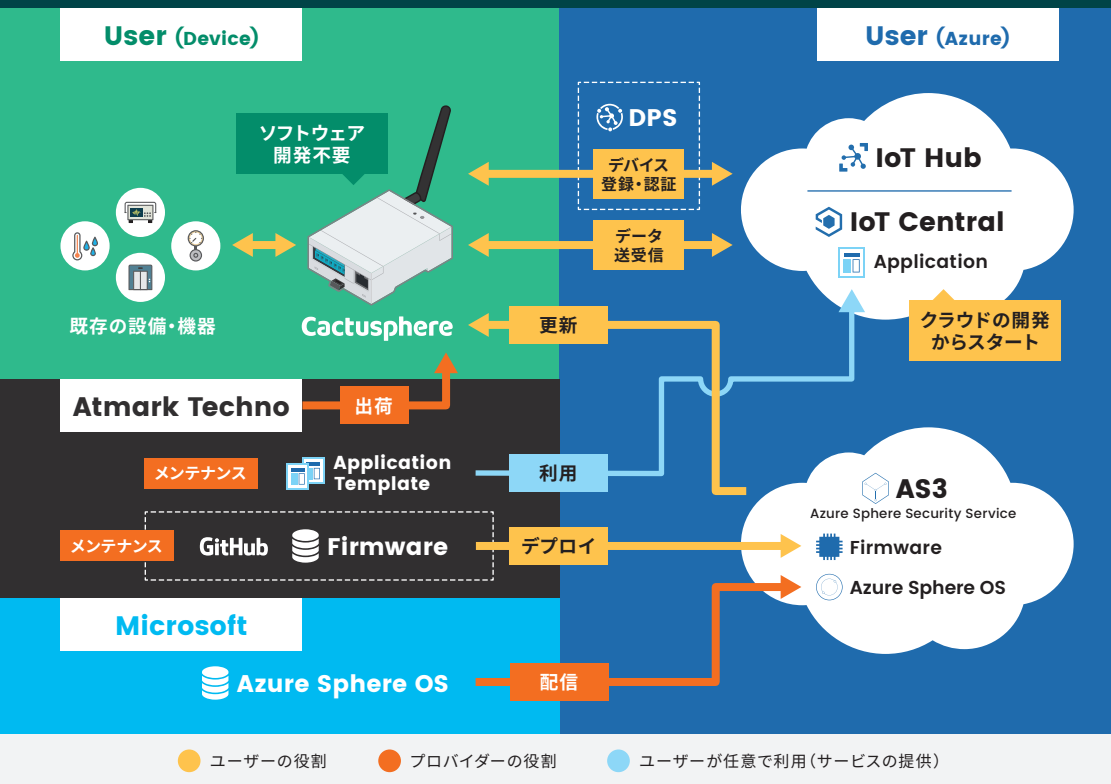 User (Device)
User (Azure)
ソフトウェア
開発不要
DPS
デバイス
登録・認証
データ
送受信
IoT Hub
IoT Central
Application
クラウドの開発
からスタート
既存の設備・機器
Cactusphere
更新
Atmark Techno
出荷
メンテナンス
Application
Template
利用
メンテナンス
GitHub
Firmware
デプロイ
AS3
Azure Sphere Security Service
Firmware
Azure Sphere OS
Microsoft
Azure Sphere OS
配信
ユーザーの役割
プロバイダーの役割
ユーザーが任意で利用（サービスの提供）